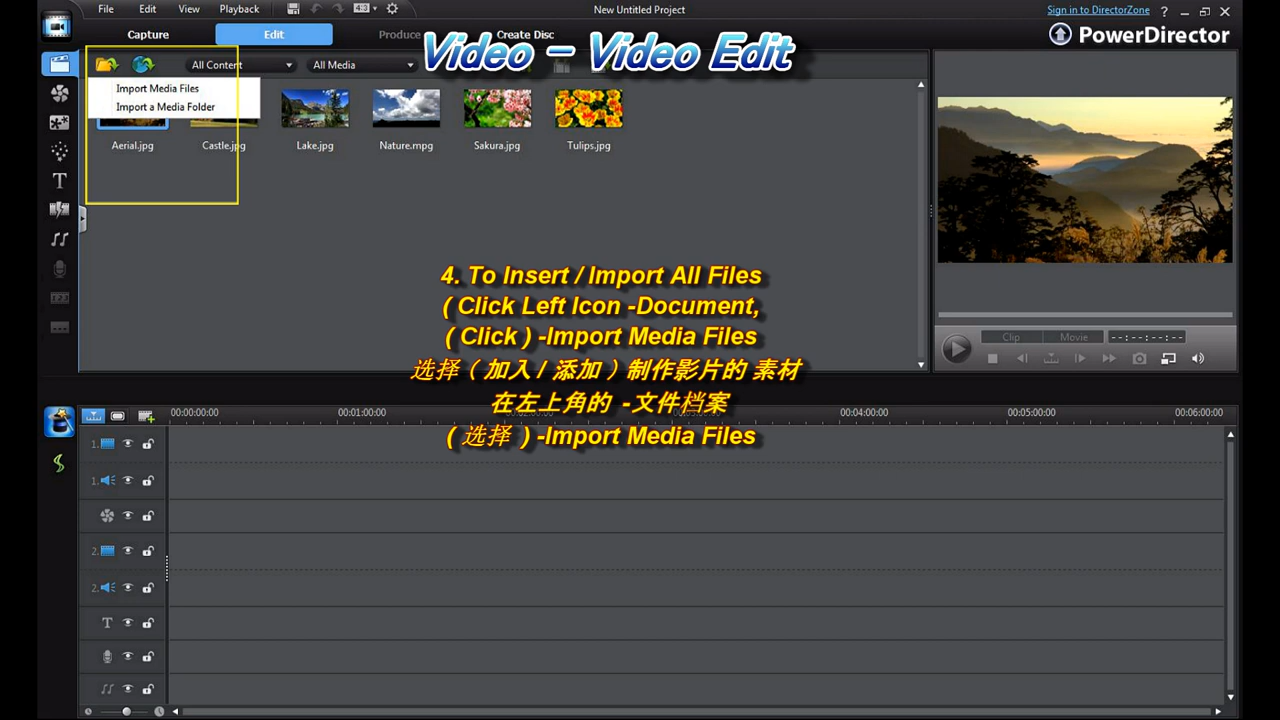 File Edit View Playback
New Untitled Project
Sign in to DirectorZone ?
Capture Edit Produce Create Disc
PowerDirector
Video - Video Edit
All Content All Media
Import Media Files
Import a Media Folder
Aerial.jpg Castle.jpg Lake.jpg Nature.mpg Sakura.jpg Tulips.jpg
4. To Insert / Import All Files
( Click Left Icon -Document,
( Click ) -Import Media Files
选择 ( 加入 / 添加 ) 制作影片的 素材
在左上角的 -文件档案
( 选择 ) -Import Media Files
Clip Movie --:--:--:--
00:00:00:00 00:01:00:00 00:04:00:00 00:05:00:00 00:06:00:00
1.
1.
2.
2.